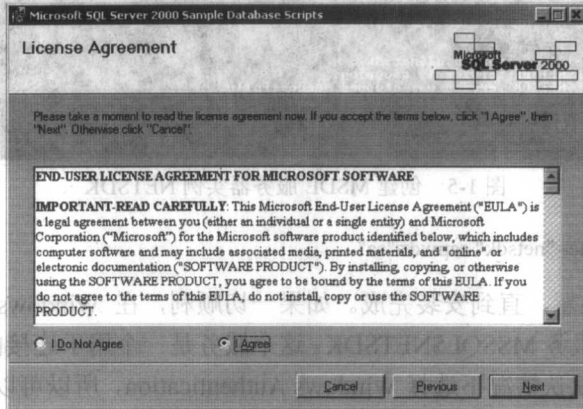 Microsoft SQL Server 2000 Sample Database Scripts
License Agreement
Microsoft
SQL Server 2000
Please take a moment to read the license agreement now. If you accept the terms below, click "I Agree", then
"Next". Otherwise click "Cancel".
END-USER LICENSE AGREEMENT FOR MICROSOFT SOFTWARE
IMPORTANT-READ CAREFULLY: This Microsoft End-User License Agreement ("EULA") is
a legal agreement between you (either an individual or a single entity) and Microsoft
Corporation ("Microsoft") for the Microsoft software product identified below, which includes
computer software and may include associated media, printed materials, and "online" or
electronic documentation ("SOFTWARE PRODUCT"). By installing, copying, or otherwise
using the SOFTWARE PRODUCT, you agree to be bound by the terms of this EULA. If you
do not agree to the terms of this EULA, do not install, copy or use the SOFTWARE
PRODUCT.
I Do Not Agree
I Agree
Cancel
Previous
Next